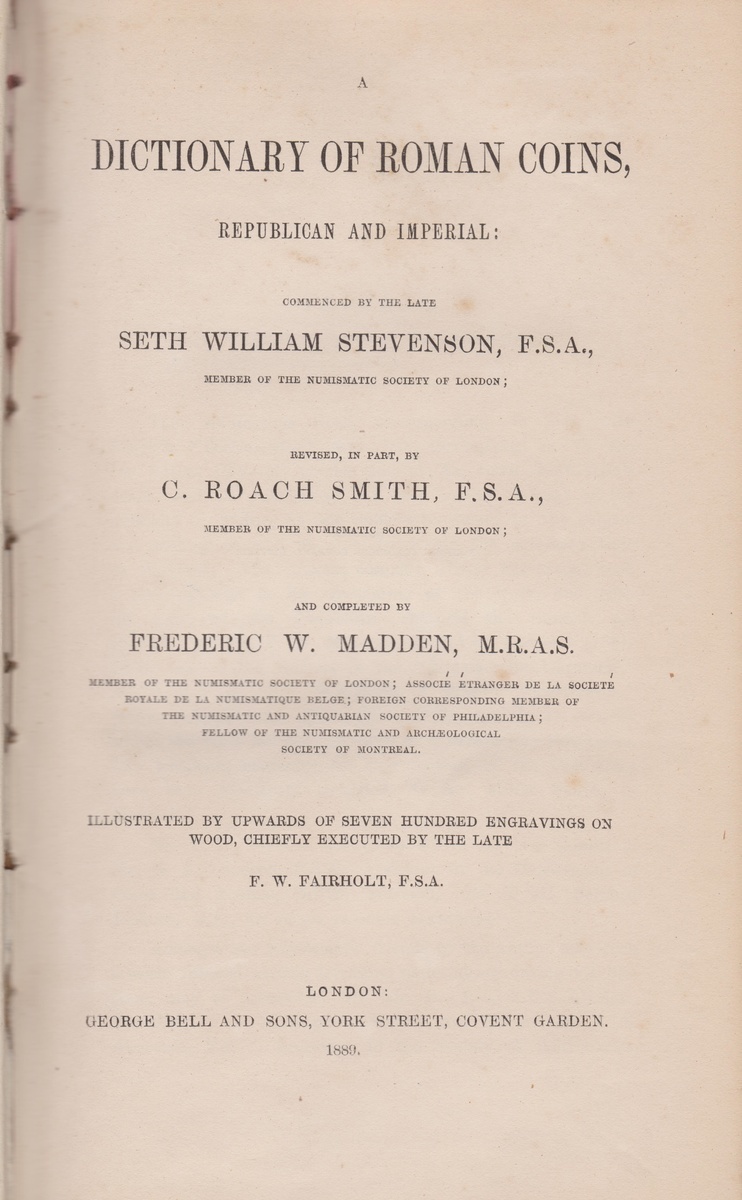 A
DICTIONARY OF ROMAN COINS,
REPUBLICAN AND IMPERIAL:
COMMENCED BY THE LATE
SETH WILLIAM STEVENSON, F.S.A.,
MEMBER OF THE NUMISMATIC SOCIETY OF LONDON;
REVISED, IN PART, BY
C. ROACH SMITH, F.S.A.,
MEMBER OF THE NUMISMATIC SOCIETY OF LONDON;
AND COMPLETED BY
FREDERIC W. MADDEN, M.R.A.S.
MEMBER OF THE NUMISMATIC SOCIETY OF LONDON; ASSOCIÉ ÉTRANGER DE LA SOCIETÉ
ROYALE DE LA NUMISMATIQUE BELGE; FOREIGN CORRESPONDING MEMBER OF
THE NUMISMATIC AND ANTIQUARIAN SOCIETY OF PHILADELPHIA;
FELLOW OF THE NUMISMATIC AND ARCHÆOLOGICAL
SOCIETY OF MONTREAL.
ILLUSTRATED BY UPWARDS OF SEVEN HUNDRED ENGRAVINGS ON
WOOD, CHIEFLY EXECUTED BY THE LATE
F. W. FAIRHOLT, F.S.A.
LONDON:
GEORGE BELL AND SONS, YORK STREET, COVENT GARDEN.
1889.